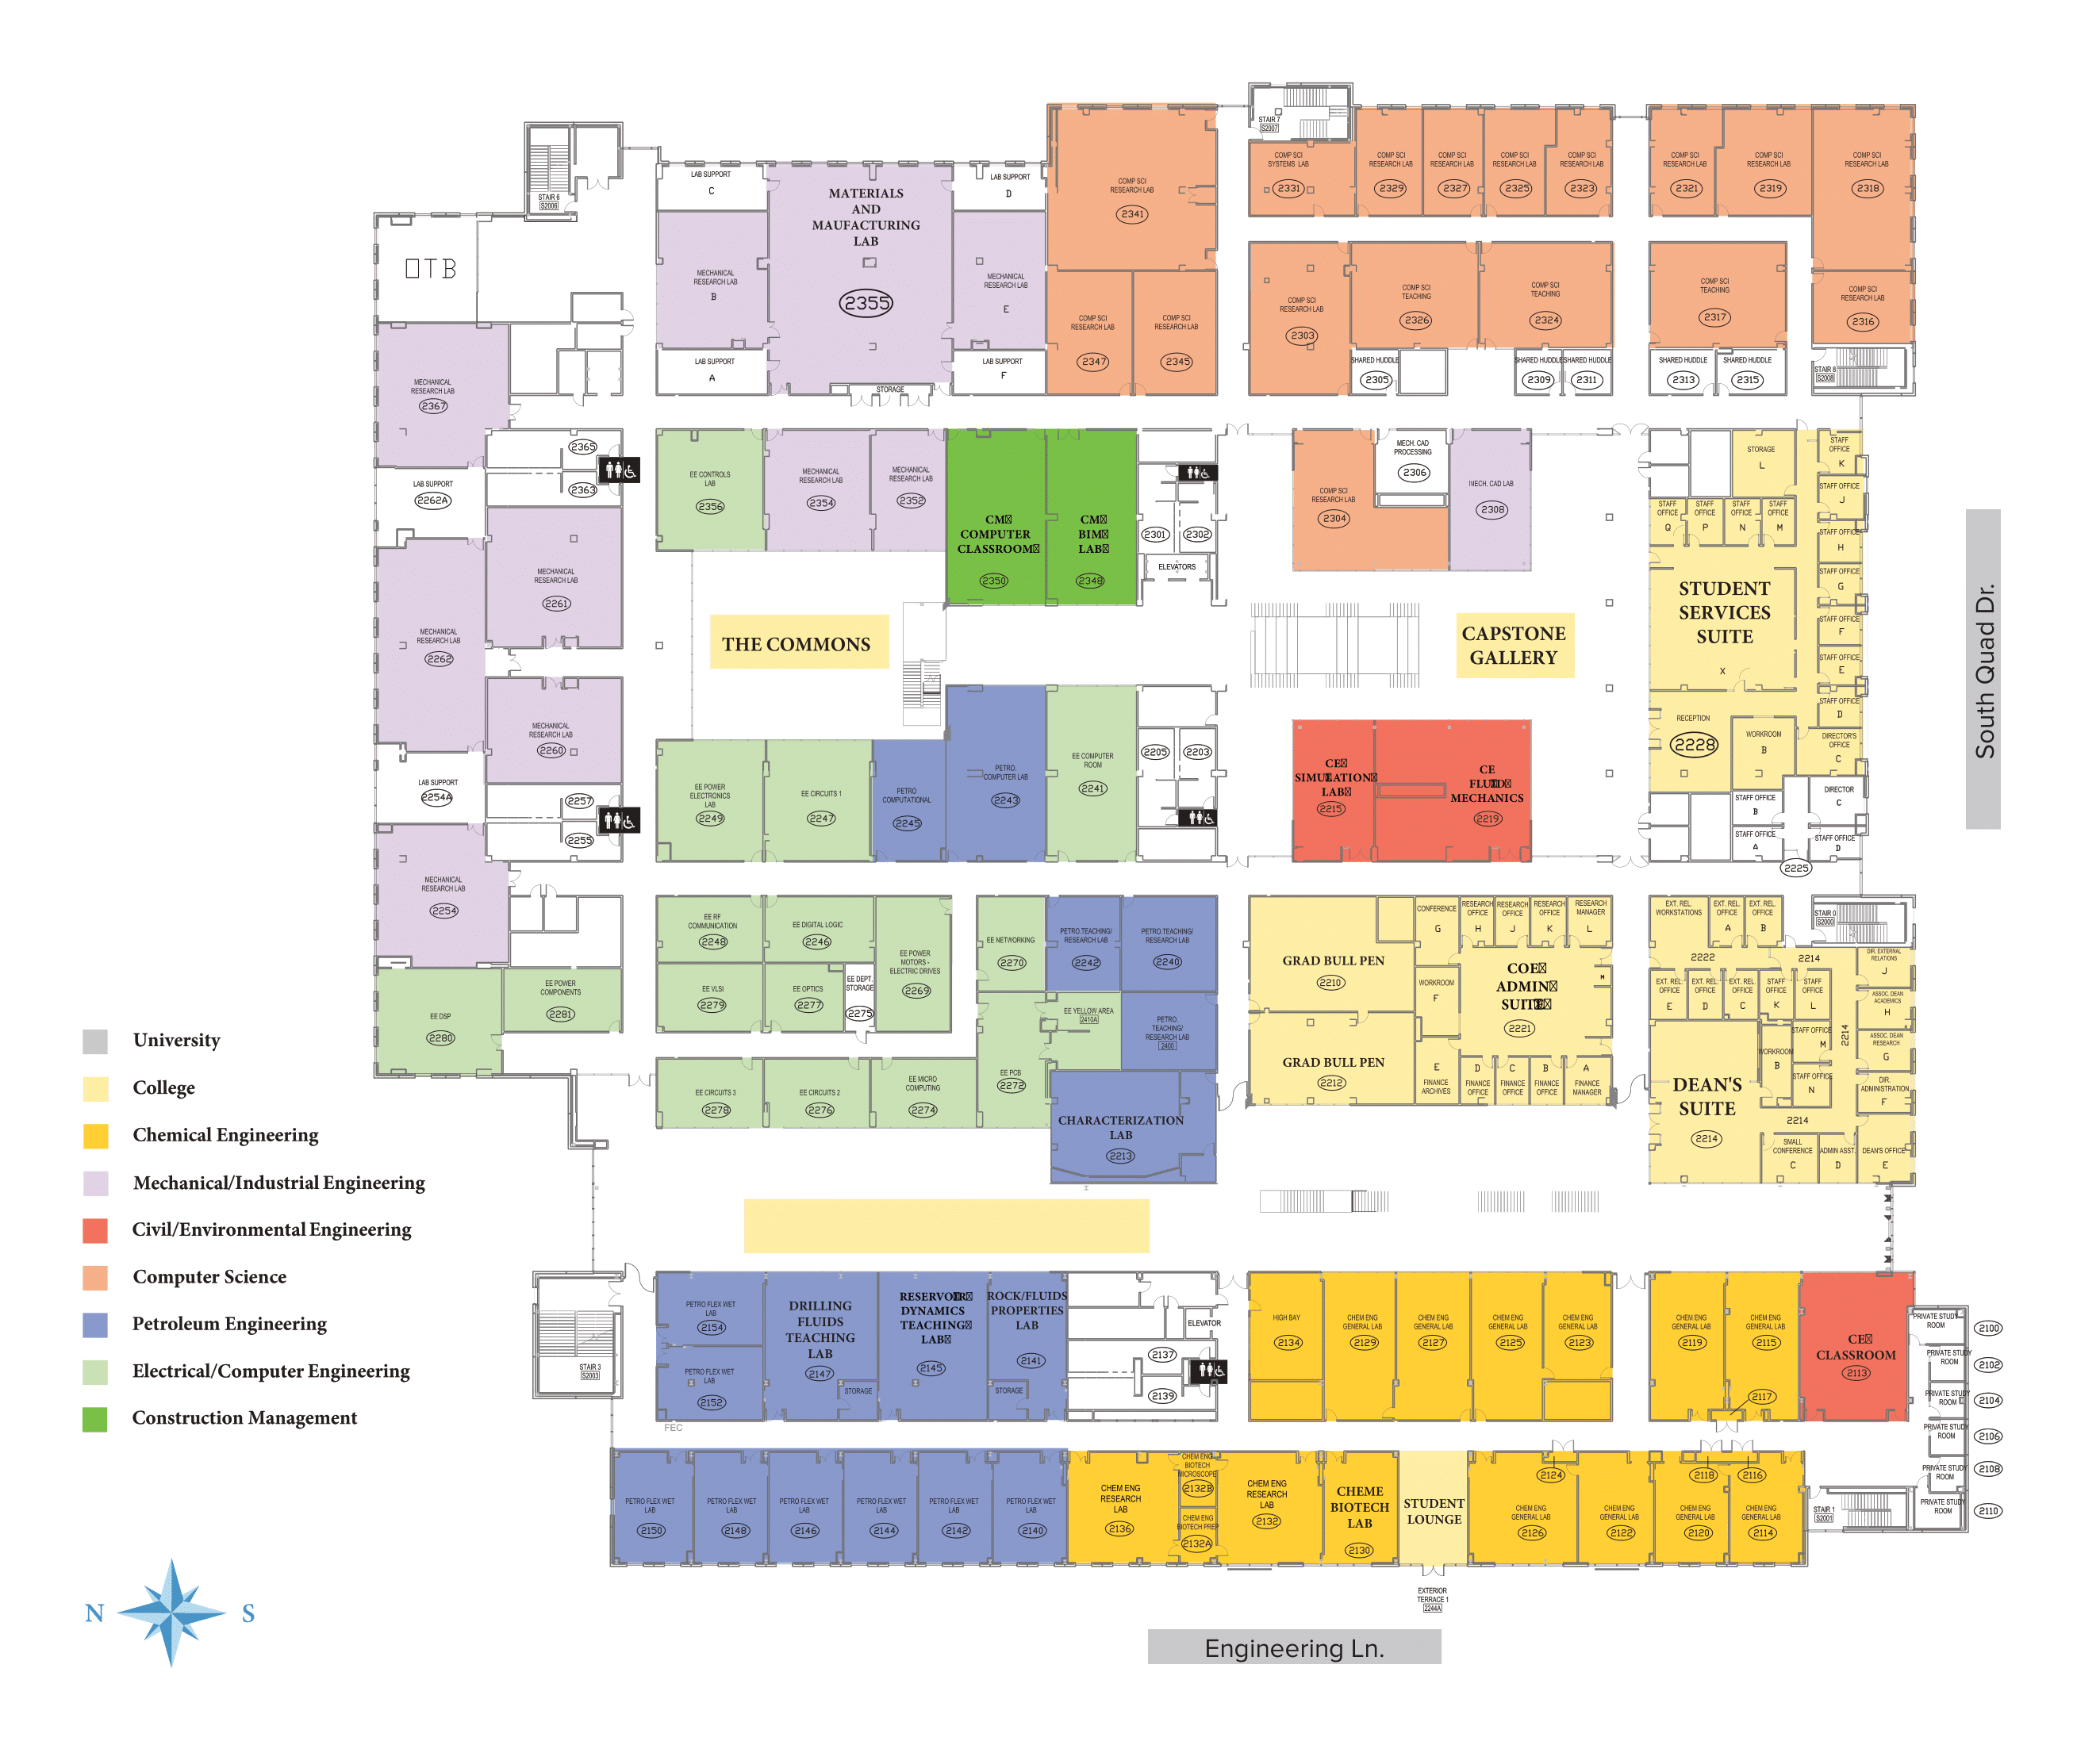 STAIR 7
S2007
COMP SCI
SYSTEMS LAB
2331
COMP SCI
RESEARCH LAB
2329
COMP SCI
RESEARCH LAB
2327
COMP SCI
RESEARCH LAB
2325
COMP SCI
RESEARCH LAB
2323
COMP SCI
RESEARCH LAB
2321
COMP SCI
RESEARCH LAB
2319
COMP SCI
RESEARCH LAB
2318
STAIR 6
S2006
LAB SUPPORT
C
MATERIALS
AND
MAUFACTURING
LAB
2355
LAB SUPPORT
D
COMP SCI
RESEARCH LAB
2341
OTB
MECHANICAL
RESEARCH LAB
B
MECHANICAL
RESEARCH LAB
E
COMP SCI
RESEARCH LAB
2303
COMP SCI
TEACHING
2326
COMP SCI
TEACHING
2324
COMP SCI
TEACHING
2317
COMP SCI
RESEARCH LAB
2316
COMP SCI
RESEARCH LAB
2347
COMP SCI
RESEARCH LAB
2345
LAB SUPPORT
A
STORAGE
LAB SUPPORT
F
SHARED HUDDLE
2305
SHARED HUDDLE
2309
SHARED HUDDLE
2311
SHARED HUDDLE
2313
SHARED HUDDLE
2315
STAIR 8
S2008
MECHANICAL
RESEARCH LAB
2367
2365
2363
LAB SUPPORT
2262A
EE CONTROLS
LAB
2356
MECHANICAL
RESEARCH LAB
2354
MECHANICAL
RESEARCH LAB
2352
CM
COMPUTER
CLASSROOM
2350
CM
BIM
LAB
2348
2301
2302
ELEVATORS
COMP SCI
RESEARCH LAB
2304
MECH. CAD
PROCESSING
2306
MECH. CAD LAB
2308
STORAGE
L
STAFF
OFFICE
K
STAFF OFFICE
J
STAFF
OFFICE
Q
STAFF
OFFICE
P
STAFF
OFFICE
N
STAFF
OFFICE
M
STAFF OFFICE
H
STAFF OFFICE
G
STAFF OFFICE
F
STAFF OFFICE
E
STAFF OFFICE
D
STUDENT
SERVICES
SUITE
X
RECEPTION
2228
WORKROOM
B
DIRECTOR'S
OFFICE
C
STAFF OFFICE
B
DIRECTOR
C
STAFF OFFICE
A
STAFF OFFICE
D
2225
South Quad Dr.
MECHANICAL
RESEARCH LAB
2261
MECHANICAL
RESEARCH LAB
2262
MECHANICAL
RESEARCH LAB
2260
THE COMMONS
CAPSTONE
GALLERY
LAB SUPPORT
2254A
2257
2255
EE POWER
ELECTRONICS
LAB
2249
EE CIRCUITS 1
2247
PETRO
COMPUTATIONAL
2245
PETRO.
COMPUTER LAB
2243
EE COMPUTER
ROOM
2241
2205
2203
CE
SIMULATION
LAB
2215
CE
FLUID
MECHANICS
2219
MECHANICAL
RESEARCH LAB
2254
EE RF
COMMUNICATION
2248
EE DIGITAL LOGIC
2246
EE POWER
MOTORS -
ELECTRIC DRIVES
2269
EE NETWORKING
2270
PETRO.TEACHING/
RESEARCH LAB
2242
PETRO.TEACHING/
RESEARCH LAB
2240
GRAD BULL PEN
2210
CONFERENCE
G
RESEARCH
OFFICE
H
RESEARCH
OFFICE
J
RESEARCH
OFFICE
K
RESEARCH
MANAGER
L
EXT. REL.
WORKSTATIONS
EXT. REL.
OFFICE
A
EXT. REL.
OFFICE
B
STAIR 0
S2000
2222
2214
DIR. EXTERNAL
RELATIONS
J
EE DSP
2280
EE POWER
COMPONENTS
2281
EE VLSI
2279
EE OPTICS
2277
EE DEPT.
STORAGE
2275
EE YELLOW AREA
2410A
PETRO.
TEACHING/
RESEARCH LAB
2400
WORKROOM
F
COE
ADMIN
SUITE
2221
M
EXT. REL.
OFFICE
E
EXT. REL.
OFFICE
D
EXT. REL.
OFFICE
C
STAFF
OFFICE
K
STAFF
OFFICE
L
ASSOC. DEAN
ACADEMICS
H
EE CIRCUITS 3
2278
EE CIRCUITS 2
2276
EE MICRO
COMPUTING
2274
EE PCB
2272
GRAD BULL PEN
2212
E
FINANCE
ARCHIVES
D
FINANCE
OFFICE
C
FINANCE
OFFICE
B
FINANCE
OFFICE
A
FINANCE
MANAGER
STAFF OFFICE
M
2214
ASSOC. DEAN
RESEARCH
G
WORKROOM
B
STAFF OFFICE
N
DIR.
ADMINISTRATION
F
DEAN'S
SUITE
2214
2214
SMALL
CONFERENCE
C
ADMIN ASST.
D
DEAN'S OFFICE
E
CHARACTERIZATION
LAB
2213
University
College
Chemical Engineering
Mechanical/Industrial Engineering
Civil/Environmental Engineering
Computer Science
Petroleum Engineering
Electrical/Computer Engineering
Construction Management
STAIR 3
S2003
PETRO FLEX WET
LAB
2154
PETRO FLEX WET
LAB
2152
FEC
DRILLING
FLUIDS
TEACHING
LAB
2147
STORAGE
RESERVOIR
DYNAMICS
TEACHING
LAB
2145
ROCK/FLUIDS
PROPERTIES
LAB
2141
STORAGE
ELEVATOR
2137
2139
HIGH BAY
2134
CHEM ENG
GENERAL LAB
2129
CHEM ENG
GENERAL LAB
2127
CHEM ENG
GENERAL LAB
2125
CHEM ENG
GENERAL LAB
2123
CHEM ENG
GENERAL LAB
2119
CHEM ENG
GENERAL LAB
2115
2117
CE
CLASSROOM
2113
PRIVATE STUDY
ROOM
2100
PRIVATE STUDY
ROOM
2102
PRIVATE STUDY
ROOM
2104
PRIVATE STUDY
ROOM
2106
PRIVATE STUDY
ROOM
2108
PRIVATE STUDY
ROOM
2110
PETRO FLEX WET
LAB
2150
PETRO FLEX WET
LAB
2148
PETRO FLEX WET
LAB
2146
PETRO FLEX WET
LAB
2144
PETRO FLEX WET
LAB
2142
PETRO FLEX WET
LAB
2140
CHEM ENG
RESEARCH
LAB
2136
CHEM ENG
BIOTECH
MICROSCOPE
2132B
CHEM ENG
BIOTECH PREP
2132A
CHEM ENG
RESEARCH
LAB
2132
CHEME
BIOTECH
LAB
2130
STUDENT
LOUNGE
2124
CHEM ENG
GENERAL LAB
2126
CHEM ENG
GENERAL LAB
2122
2118
2116
CHEM ENG
GENERAL LAB
2120
CHEM ENG
GENERAL LAB
2114
STAIR 1
S2001
EXTERIOR
TERRACE 1
2244A
N
S
Engineering Ln.